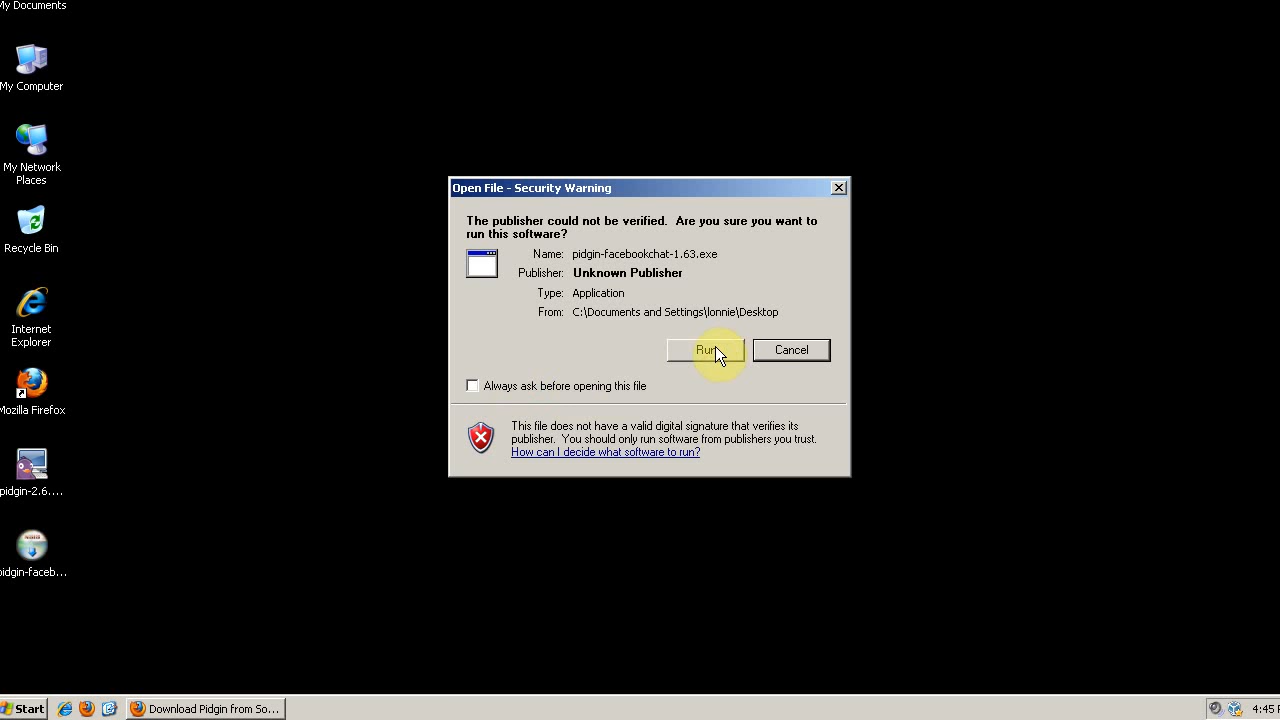 My Documents
My Computer
My Network
Places
Recycle Bin
Internet
Explorer
Mozilla Firefox
pidgin-2.6....
pidgin-faceb...
Open File - Security Warning
The publisher could not be verified. Are you sure you want to
run this software?
Name: pidgin-facebookchat-1.63.exe
Publisher: Unknown Publisher
Type: Application
From: C:\Documents and Settings\lonnie\Desktop
Run Cancel
Always ask before opening this file
This file does not have a valid digital signature that verifies its
publisher. You should only run software from publishers you trust.
How can I decide what software to run?
Start Download Pidgin from So... 4:45